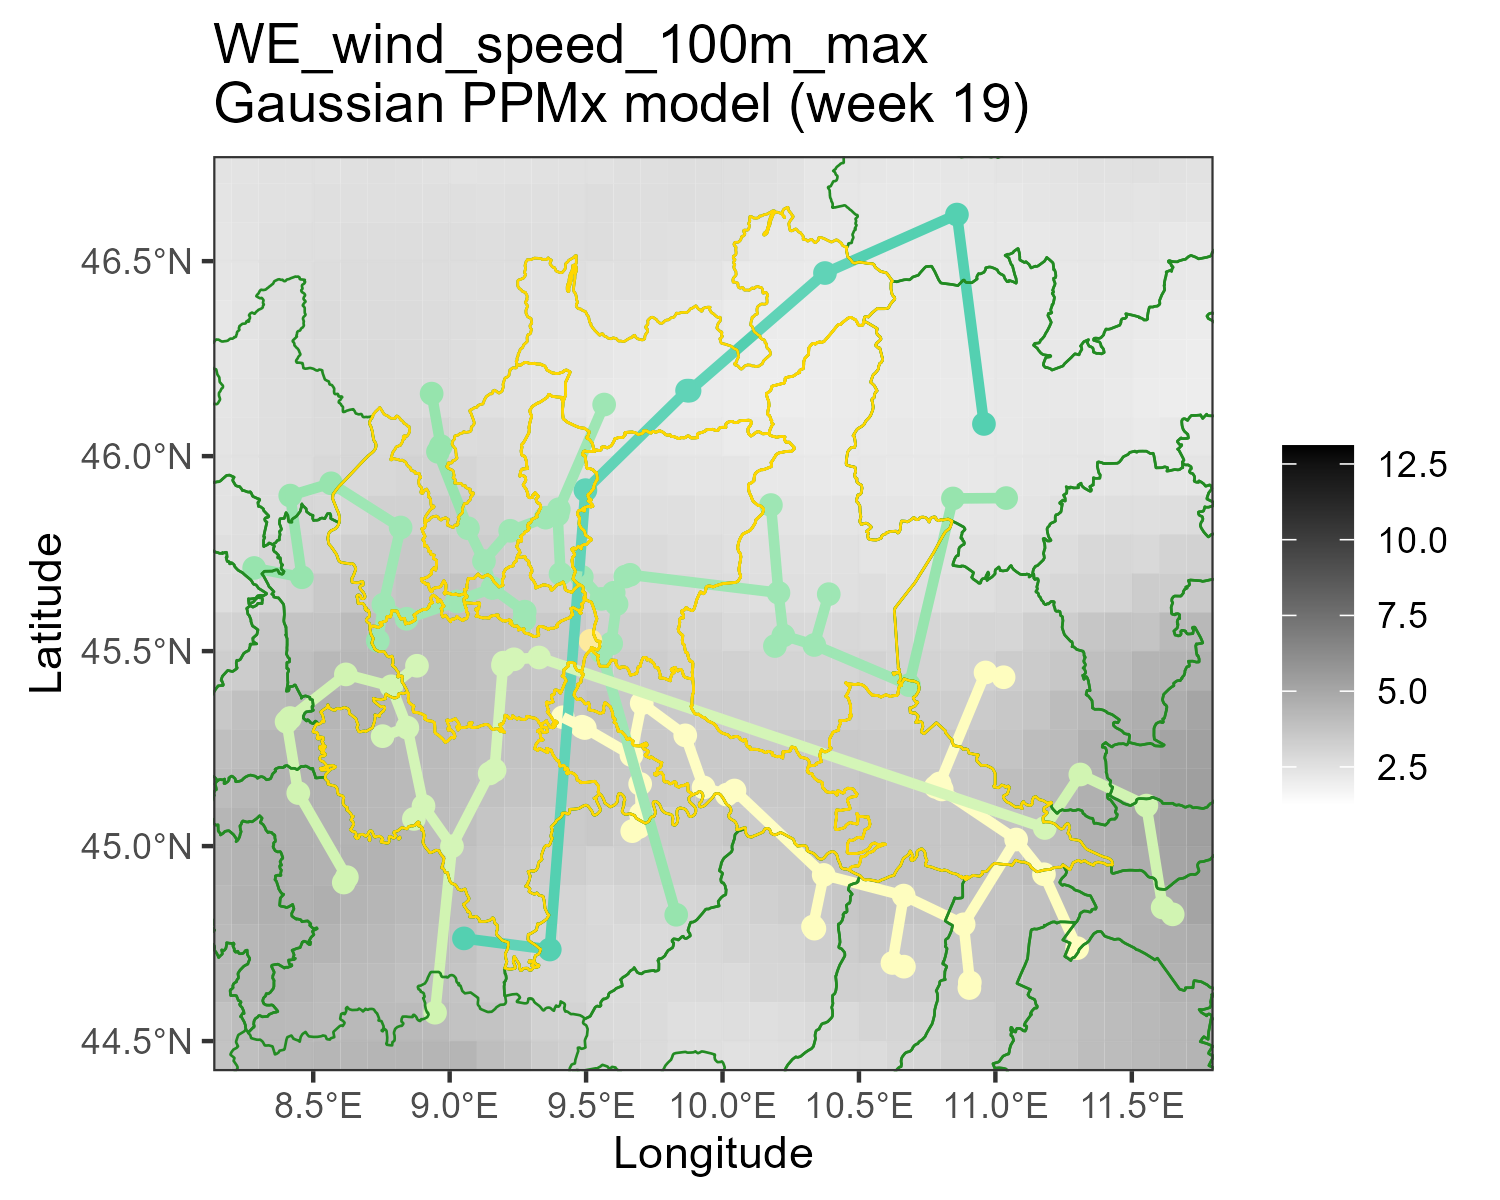 WE_wind_speed_100m_max
Gaussian PPMx model (week 19)
46.5°N
46.0°N
45.5°N
45.0°N
44.5°N
Latitude
8.5°E
9.0°E
9.5°E
10.0°E
10.5°E
11.0°E
11.5°E
Longitude
12.5
10.0
7.5
5.0
2.5